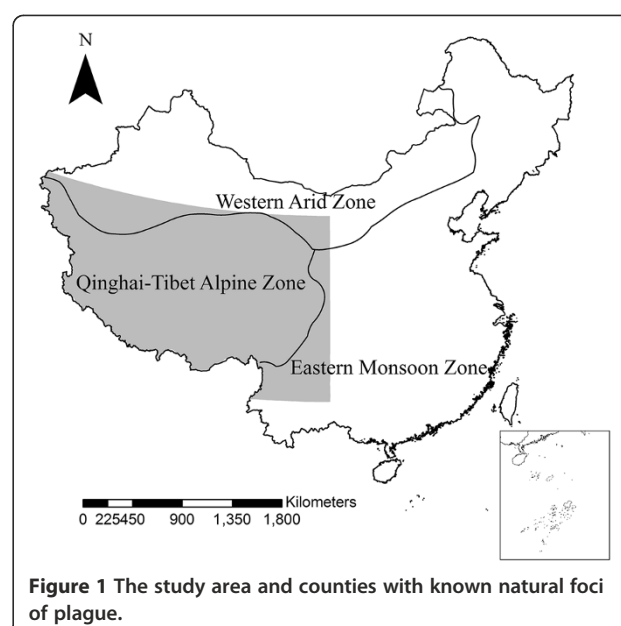 N
Western Arid Zone
Qinghai-Tibet Alpine Zone
Eastern Monsoon Zone
Kilometers
0 225450 900 1,350 1,800
Figure 1 The study area and counties with known natural foci
of plague.